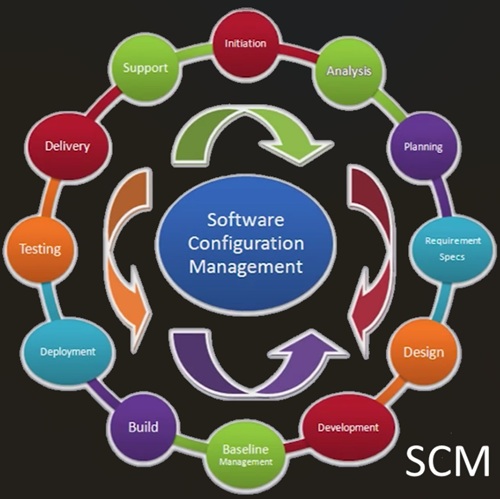 Initiation
Analysis
Planning
Requirement
Specs
Design
Development
Baseline
Management
Build
Deployment
Testing
Delivery
Support
Software
Configuration
Management
SCM